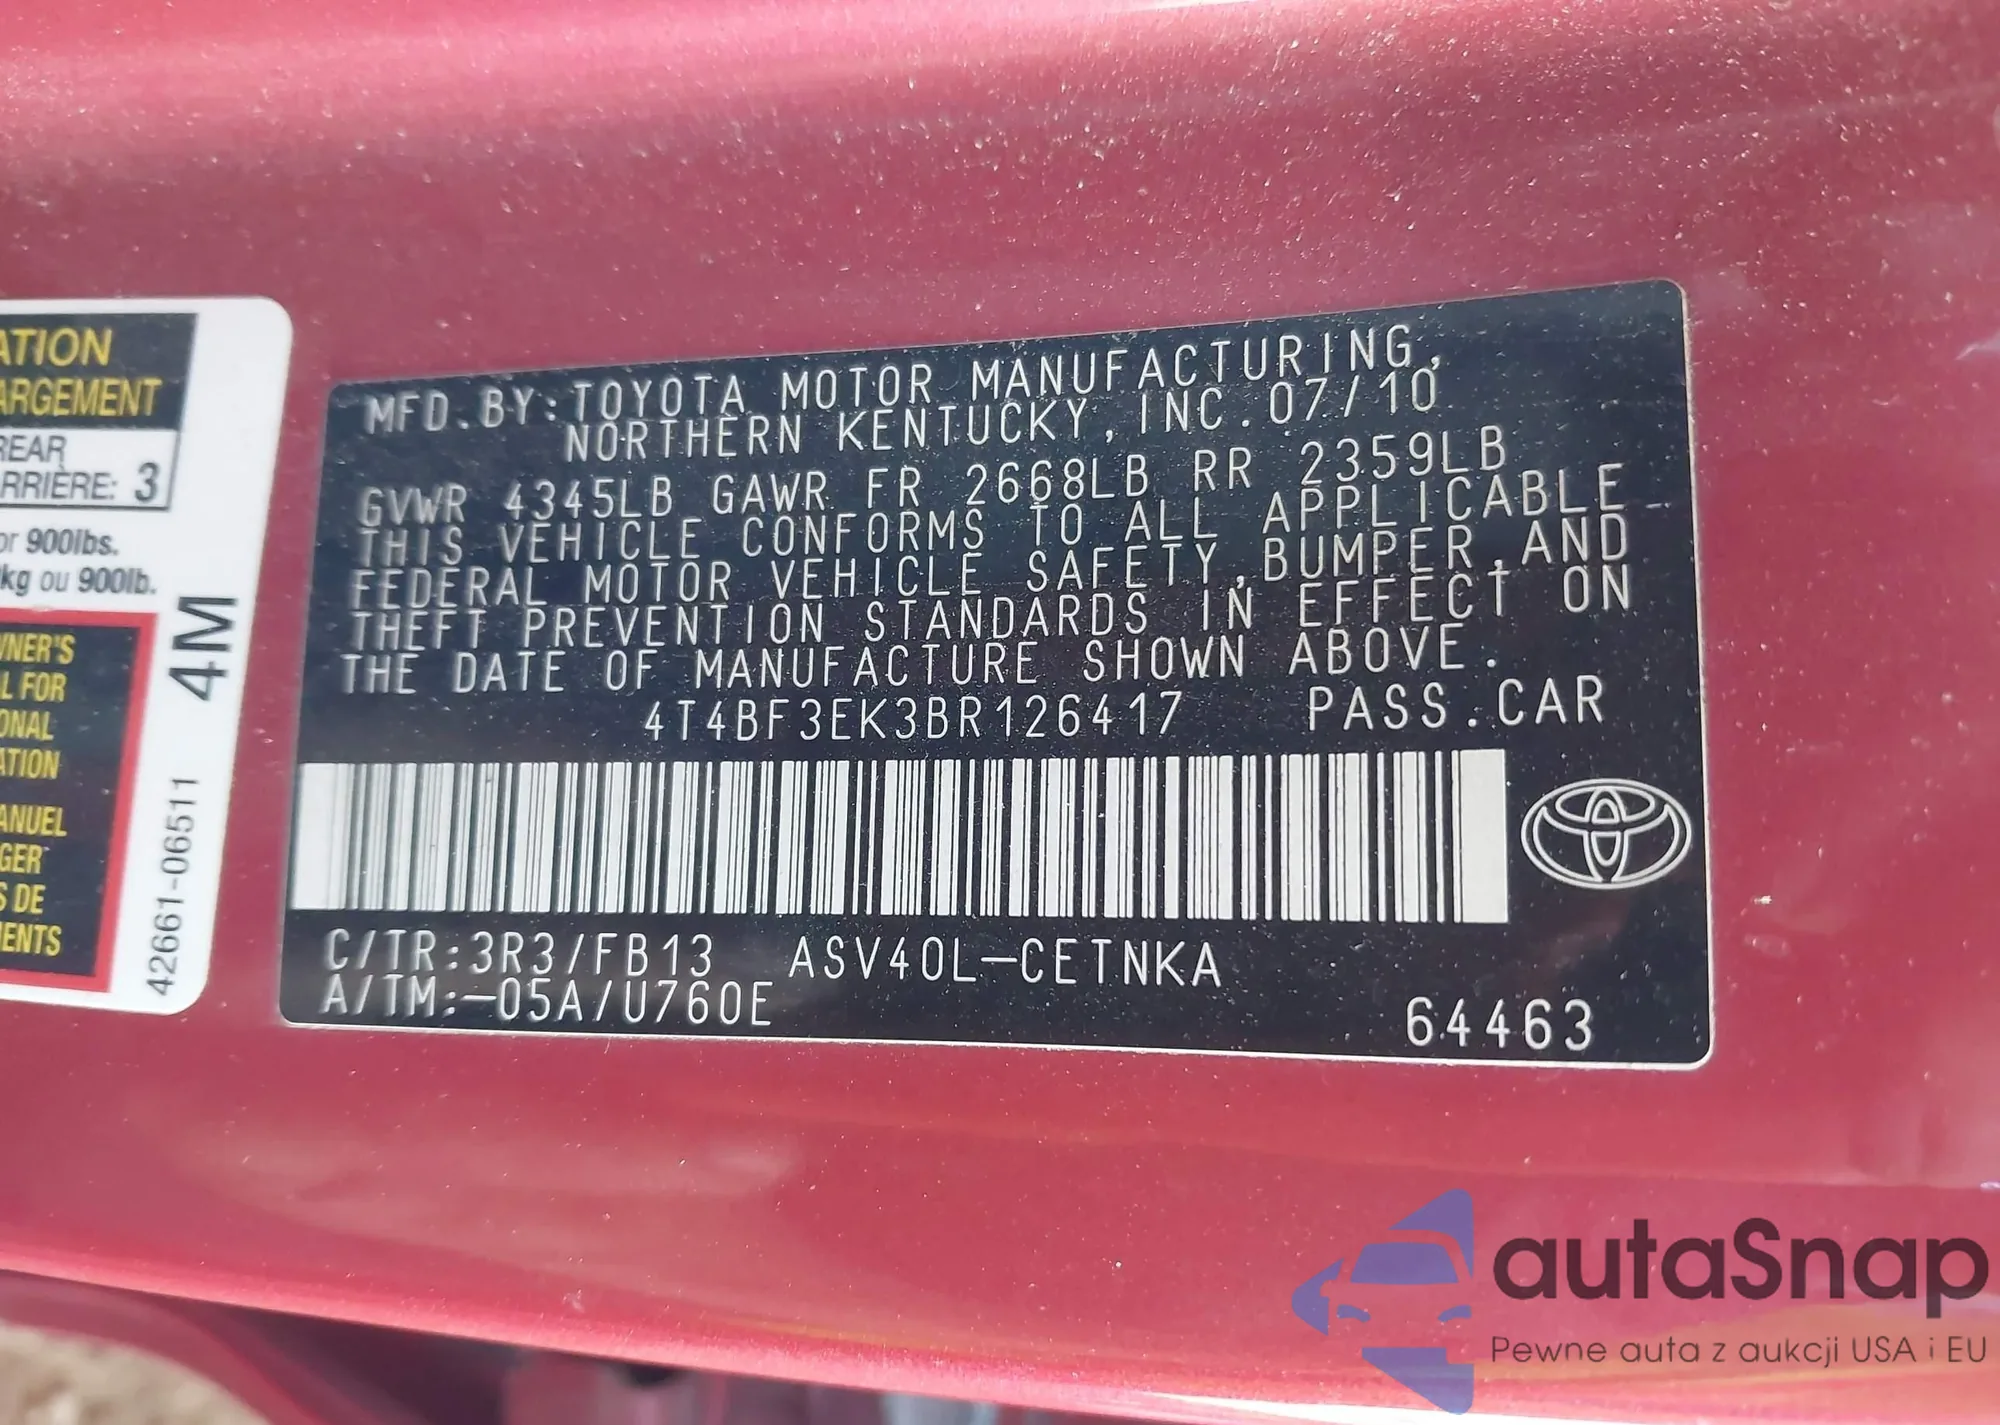 ATION
ARGEMENT
REAR
ARRIÈRE: 3
or 900lbs.
kg ou 900lb.
WNER'S
L FOR
ONAL
ATION
ANUEL
GER
S DE
MENTS
42661-06511 4M
MFD.BY:TOYOTA MOTOR MANUFACTURING,
NORTHERN KENTUCKY, INC.07/10
GVWR 4345LB GAWR FR 2668LB RR 2359LB
THIS VEHICLE CONFORMS TO ALL APPLICABLE
FEDERAL MOTOR VEHICLE SAFETY,BUMPER,AND
THEFT PREVENTION STANDARDS IN EFFECT ON
THE DATE OF MANUFACTURE SHOWN ABOVE.
4T4BF3EK3BR126417 PASS.CAR
C/TR:3R3/FB13 ASV40L-CETNKA
A/TM:-05A/U760E
64463
autaSnap
Pewne auta z aukcji USA i EU